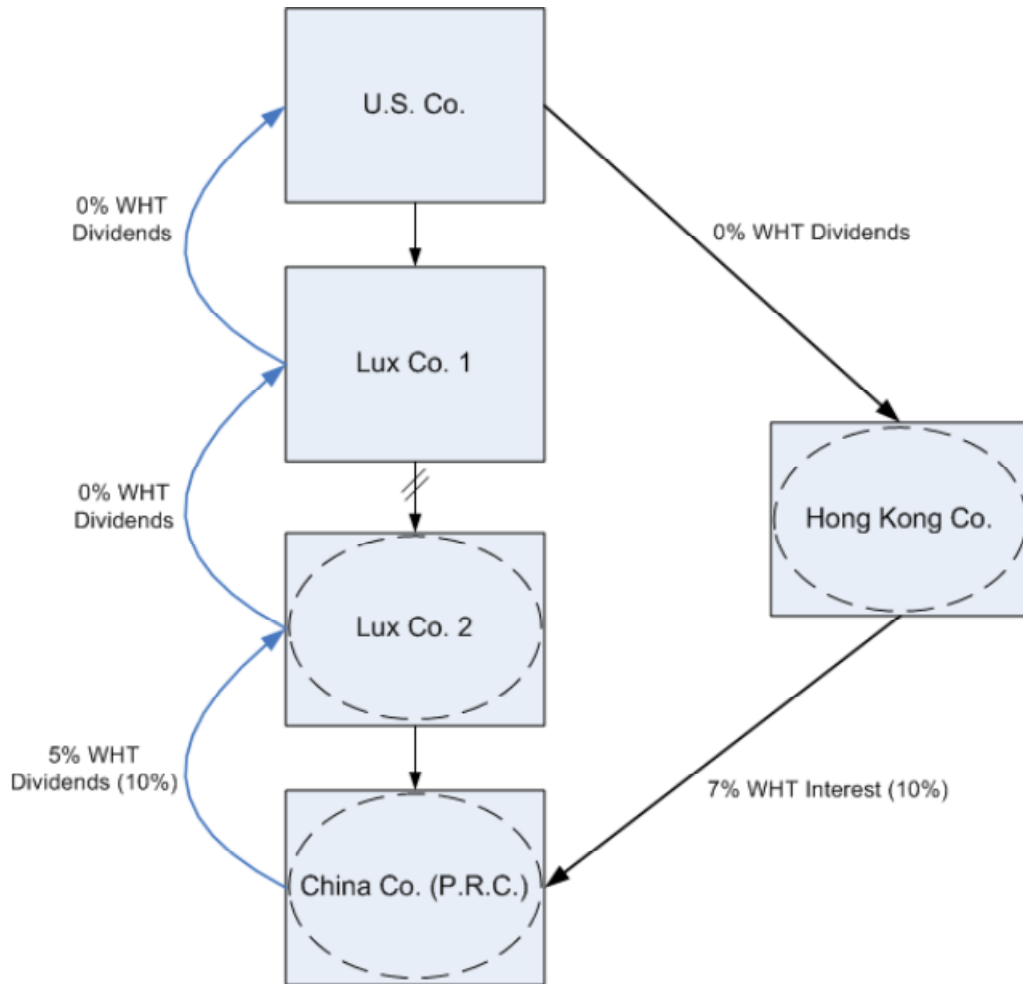 U.S. Co.
0% WHT
Dividends
0% WHT Dividends
Lux Co. 1
0% WHT
Dividends
Hong Kong Co.
Lux Co. 2
5% WHT
Dividends (10%)
7% WHT Interest (10%)
China Co. (P.R.C.)